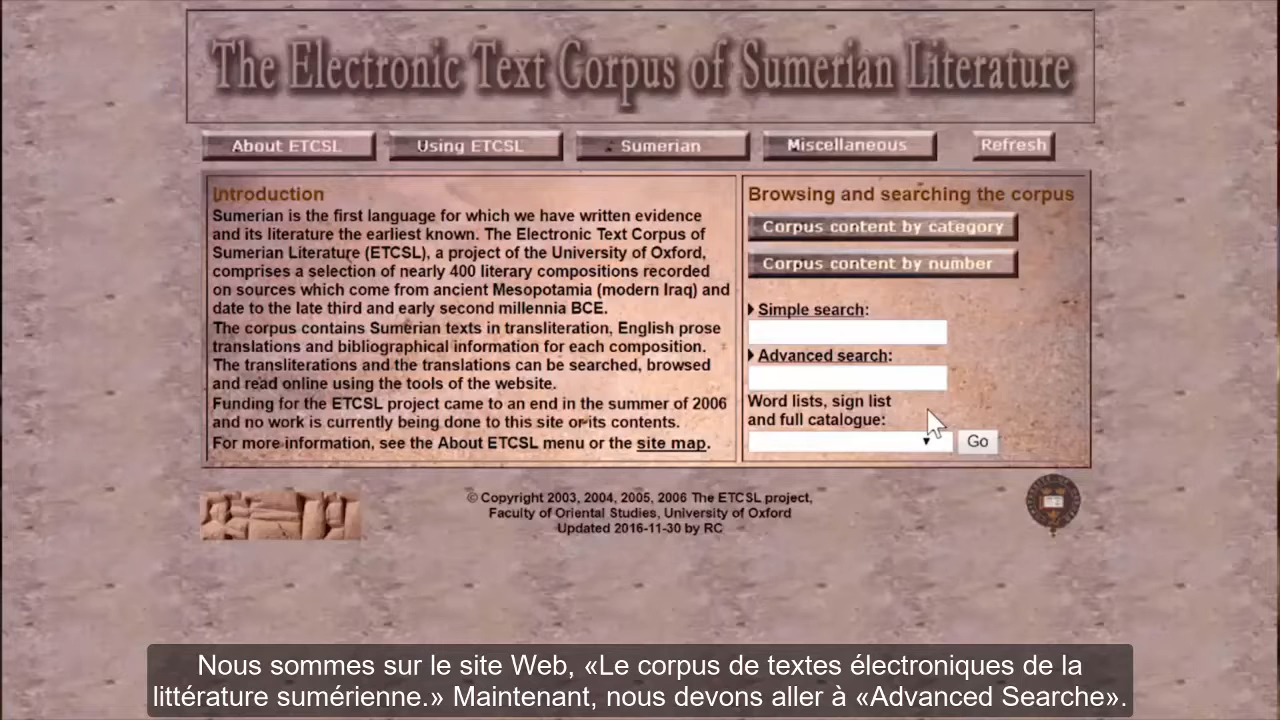 The Electronic Text Corpus of Sumerian Literature
About ETCSL
Using ETCSL
Sumerian
Miscellaneous
Refresh
Introduction
Sumerian is the first language for which we have written evidence
and its literature the earliest known. The Electronic Text Corpus of
Sumerian Literature (ETCSL), a project of the University of Oxford,
comprises a selection of nearly 400 literary compositions recorded
on sources which come from ancient Mesopotamia (modern Iraq) and
date to the late third and early second millennia BCE.
The corpus contains Sumerian texts in transliteration, English prose
translations and bibliographical information for each composition.
The transliterations and the translations can be searched, browsed
and read online using the tools of the website.
Funding for the ETCSL project came to an end in the summer of 2006
and no work is currently being done to this site or its contents.
For more information, see the About ETCSL menu or the site map.
Browsing and searching the corpus
Corpus content by category
Corpus content by number
Simple search:
Advanced search:
Word lists, sign list
and full catalogue:
Go
© Copyright 2003, 2004, 2005, 2006 The ETCSL project,
Faculty of Oriental Studies, University of Oxford
Updated 2016-11-30 by RC
Nous sommes sur le site Web, «Le corpus de textes électroniques de la
littérature sumérienne.» Maintenant, nous devons aller à «Advanced Searche».